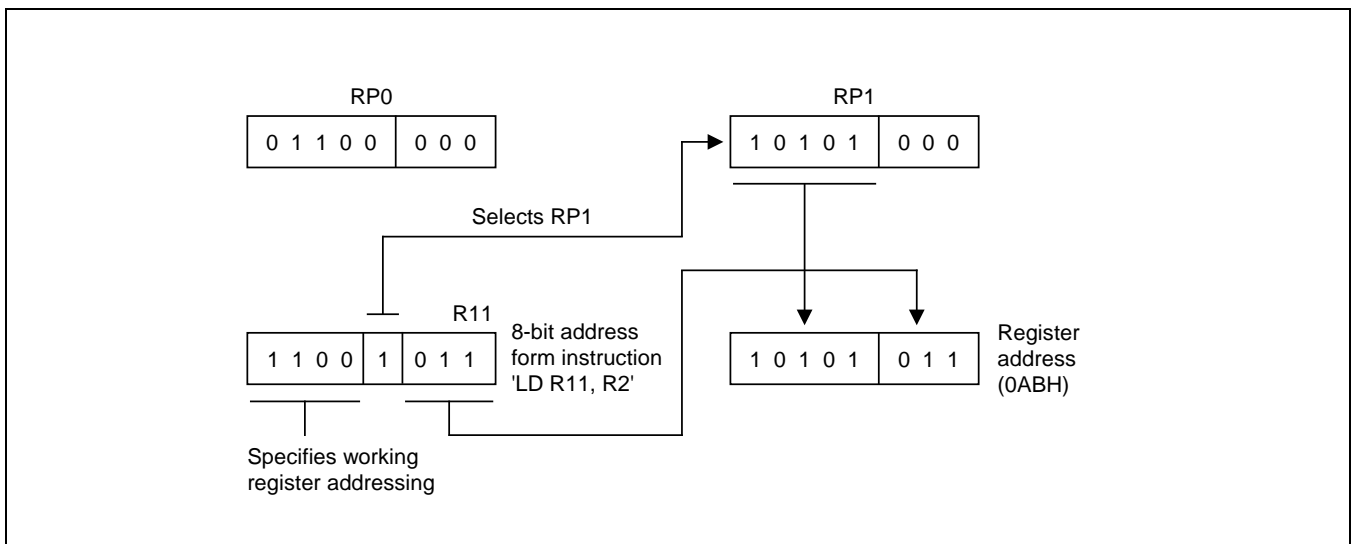 RP0
0 1 1 0 0 0 0 0
RP1
1 0 1 0 1 0 0 0
Selects RP1
R11
1 1 0 0 1 0 1 1
8-bit address
form instruction
'LD R11, R2'
1 0 1 0 1 0 1 1
Register
address
(0ABH)
Specifies working
register addressing